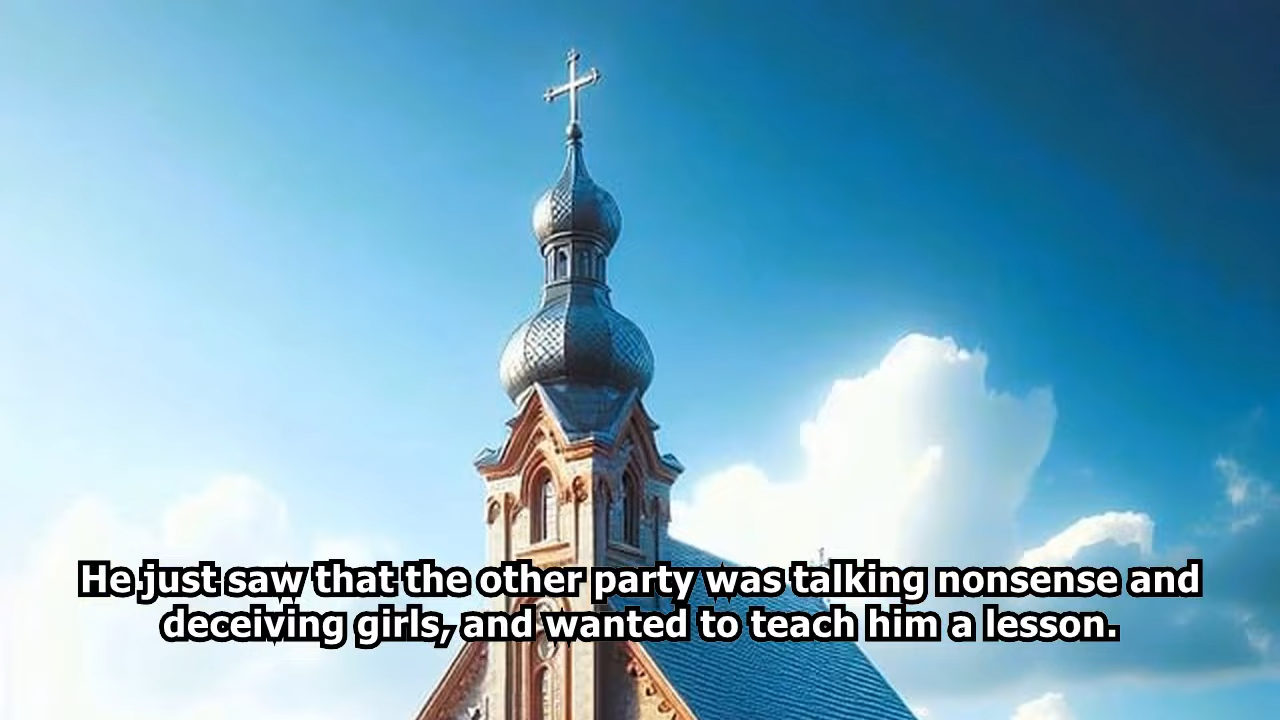 He just saw that the other party was talking nonsense and
deceiving girls, and wanted to teach him a lesson.